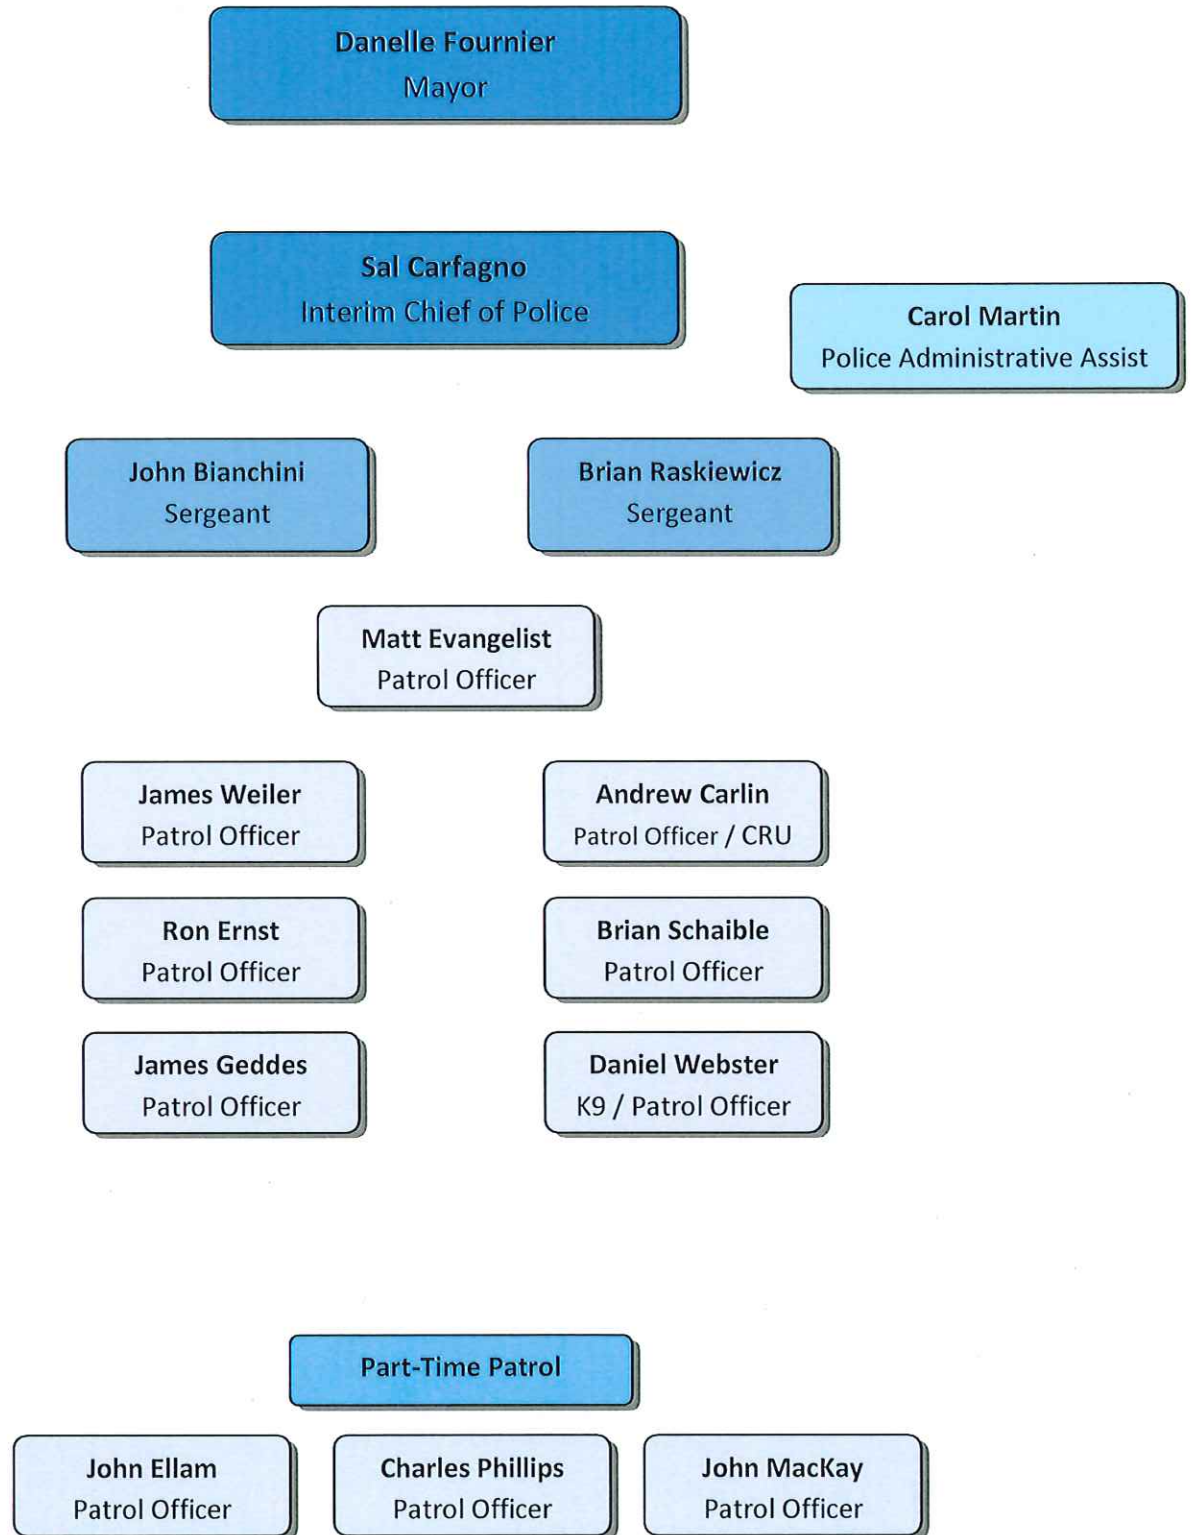 Danelle Fournier
Mayor
Sal Carfagno
Interim Chief of Police
Carol Martin
Police Administrative Assist
John Bianchini
Sergeant
Brian Raskiewicz
Sergeant
Matt Evangelist
Patrol Officer
James Weiler
Patrol Officer
Andrew Carlin
Patrol Officer / CRU
Ron Ernst
Patrol Officer
Brian Schaible
Patrol Officer
James Geddes
Patrol Officer
Daniel Webster
K9 / Patrol Officer
Part-Time Patrol
John Ellam
Patrol Officer
Charles Phillips
Patrol Officer
John MacKay
Patrol Officer